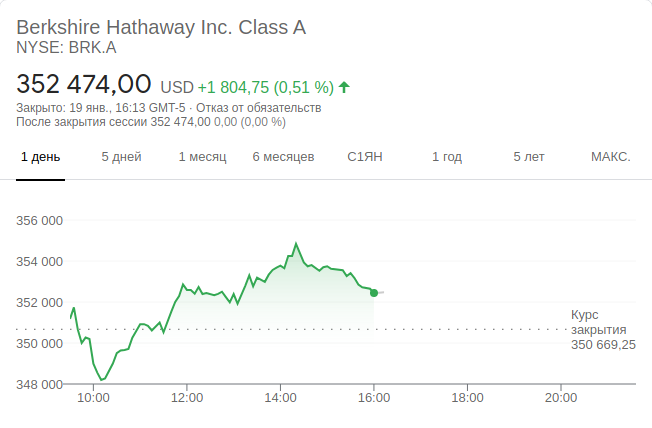 Berkshire Hathaway Inc. Class A
NYSE: BRK.A
352 474,00 USD +1 804,75 (0,51 %)
Закрыто: 19 янв., 16:13 GMT-5 · Отказ от обязательств
После закрытия сессии 352 474,00 0,00 (0,00 %)
1 день 5 дней 1 месяц 6 месяцев С1ЯН 1 год 5 лет МАКС.
356 000
354 000
352 000
350 000
348 000
Курс
закрытия
350 669,25
10:00 12:00 14:00 16:00 18:00 20:00